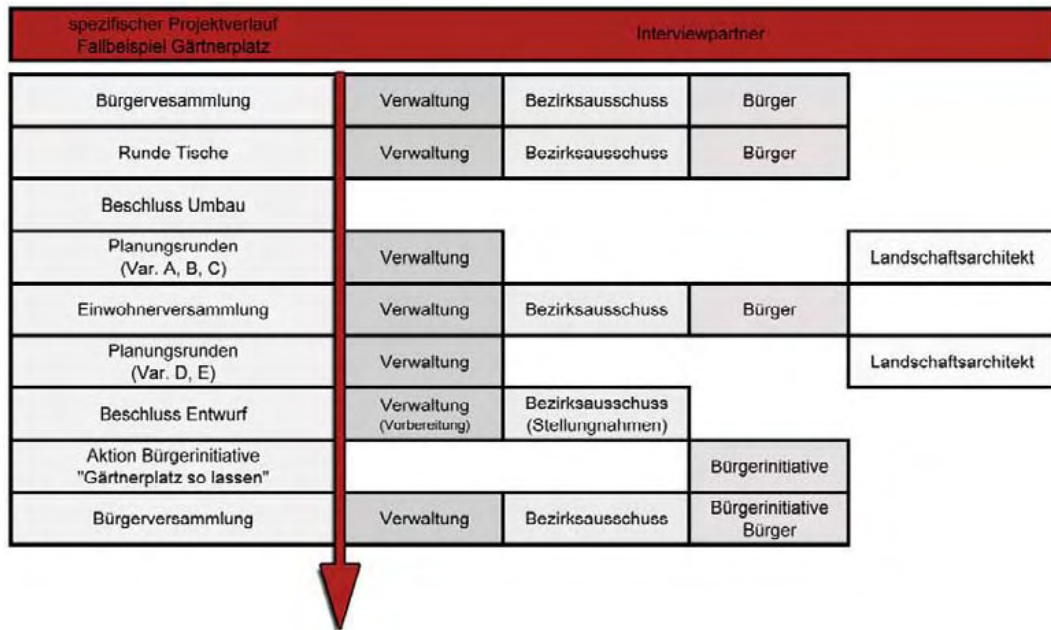 spezifischer Projektverlauf
Fallbeispiel Gärtnerplatz
Interviewpartner
Bürgervesammlung
Verwaltung
Bezirksausschuss
Bürger
Runde Tische
Verwaltung
Bezirksausschuss
Bürger
Beschluss Umbau
Planungsrunden
(Var. A, B, C)
Verwaltung
Landschaftsarchitekt
Einwohnerversammlung
Verwaltung
Bezirksausschuss
Bürger
Planungsrunden
(Var. D, E)
Verwaltung
Landschaftsarchitekt
Beschluss Entwurf
Verwaltung
(Vorbereitung)
Bezirksausschuss
(Stellungnahmen)
Aktion Bürgerinitiative
"Gärtnerplatz so lassen"
Bürgerinitiative
Bürgerversammlung
Verwaltung
Bezirksausschuss
Bürgerinitiative
Bürger